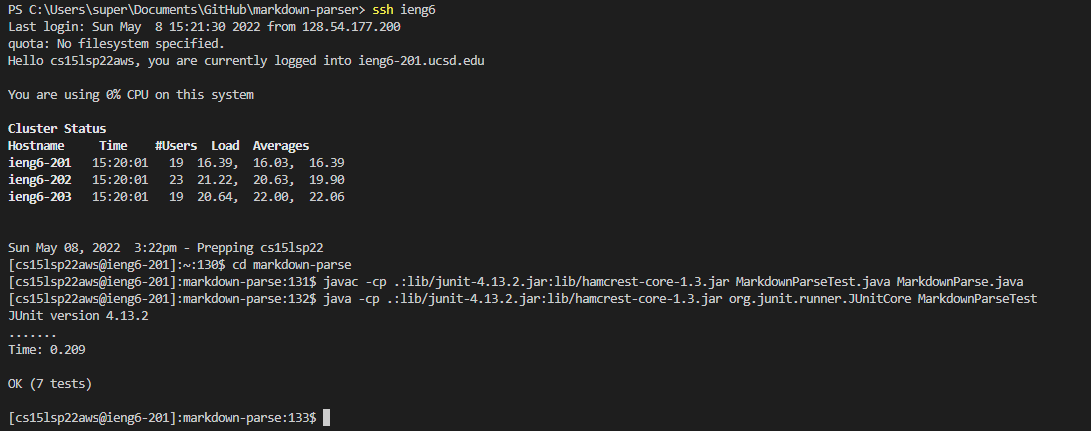 PS C:\Users\super\Documents\GitHub\markdown-parser> ssh ieng6
Last login: Sun May  8 15:21:30 2022 from 128.54.177.200
quota: No filesystem specified.
Hello cs15lsp22aws, you are currently logged into ieng6-201.ucsd.edu
You are using 0% CPU on this system
Cluster Status
Hostname     Time    #Users  Load  Averages
ieng6-201   15:20:01   19  16.39,  16.03,  16.39
ieng6-202   15:20:01   23  21.22,  20.63,  19.90
ieng6-203   15:20:01   19  20.64,  22.00,  22.06
Sun May 08, 2022  3:22pm - Prepping cs15lsp22
[cs15lsp22aws@ieng6-201]:~:130$ cd markdown-parse
[cs15lsp22aws@ieng6-201]:markdown-parse:131$ javac -cp .:lib/junit-4.13.2.jar:lib/hamcrest-core-1.3.jar MarkdownParseTest.java MarkdownParse.java
[cs15lsp22aws@ieng6-201]:markdown-parse:132$ java -cp .:lib/junit-4.13.2.jar:lib/hamcrest-core-1.3.jar org.junit.runner.JUnitCore MarkdownParseTest
JUnit version 4.13.2
.......
Time: 0.209
OK (7 tests)
[cs15lsp22aws@ieng6-201]:markdown-parse:133$